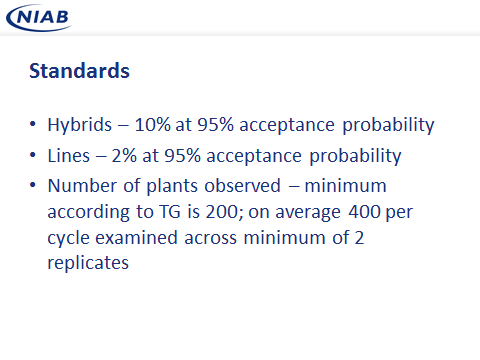 NIAB
Standards
• Hybrids – 10% at 95% acceptance probability
• Lines – 2% at 95% acceptance probability
• Number of plants observed – minimum
according to TG is 200; on average 400 per
cycle examined across minimum of 2
replicates